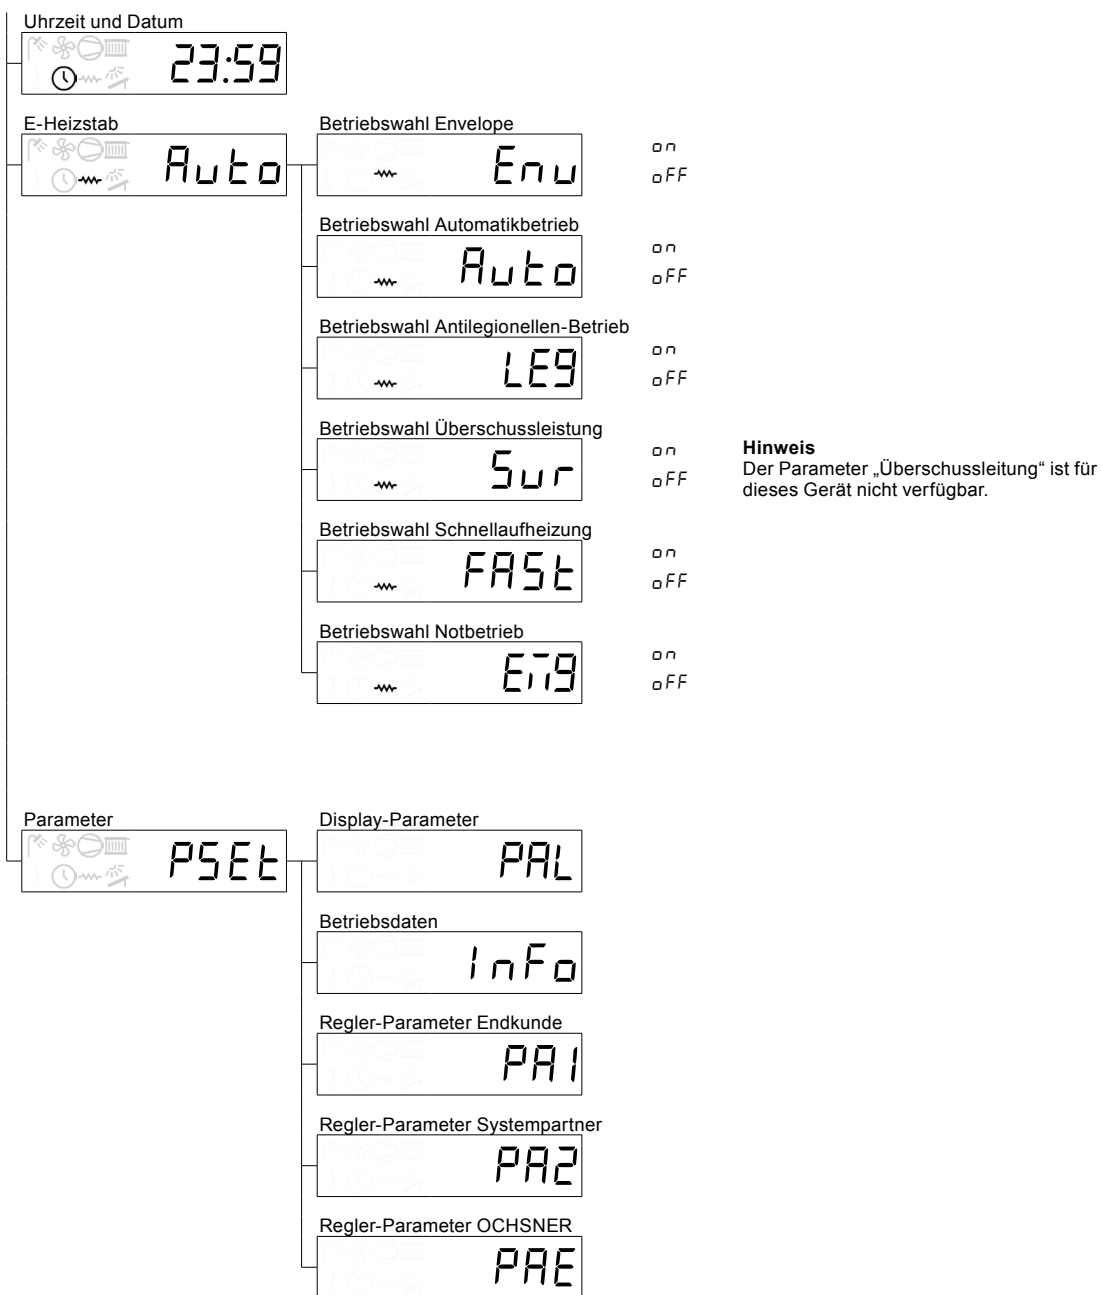 Uhrzeit und Datum
23:59
E-Heizstab
Auto
Betriebswahl Envelope
Enu
on
oFF
Betriebswahl Automatikbetrieb
Auto
on
oFF
Betriebswahl Antilegionellen-Betrieb
LEg
on
oFF
Betriebswahl Überschussleistung
Sur
on
oFF
Hinweis
Der Parameter „Überschussleitung“ ist für
dieses Gerät nicht verfügbar.
Betriebswahl Schnellaufheizung
FASt
on
oFF
Betriebswahl Notbetrieb
Emg
on
oFF
Parameter
PSEt
Display-Parameter
PAL
Betriebsdaten
InFo
Regler-Parameter Endkunde
PA1
Regler-Parameter Systempartner
PA2
Regler-Parameter OCHSNER
PAE